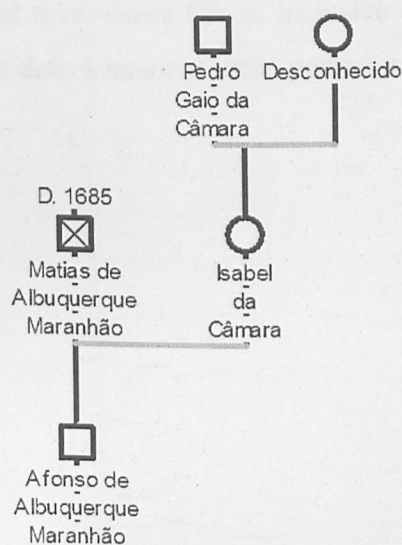 Pedro
Gaio da
Câmara
Desconhecido
D. 1685
Matias de
Albuquerque
Maranhão
Isabel
da
Câmara
Afonso de
Albuquerque
Maranhão